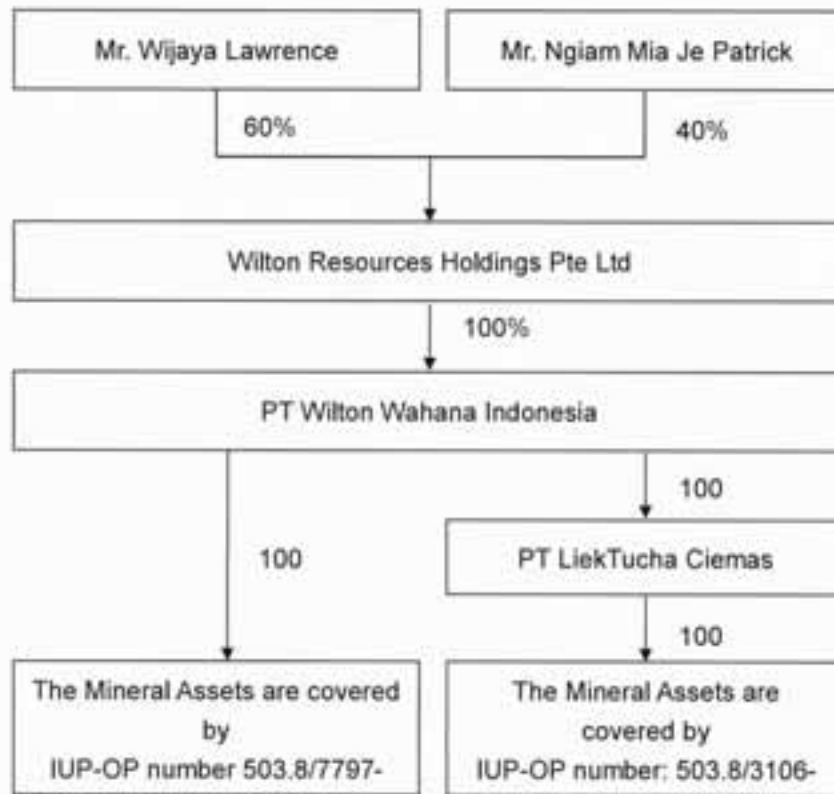 Mr. Wijaya Lawrence
Mr. Ngiam Mia Je Patrick
60%
40%
Wilton Resources Holdings Pte Ltd
100%
PT Wilton Wahana Indonesia
100
PT LiekTucha Ciemas
100
100
The Mineral Assets are covered
by
IUP-OP number 503.8/7797-
The Mineral Assets are
covered by
IUP-OP number: 503.8/3106-